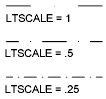 LTSCALE = 1
LTSCALE = .5
LTSCALE = .25